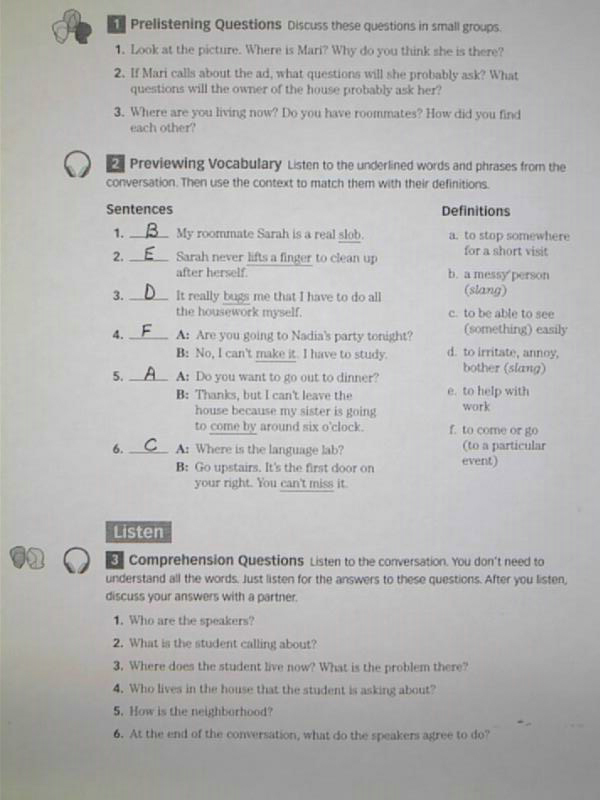 1 Prelistening Questions Discuss these questions in small groups.
1. Look at the picture. Where is Mari? Why do you think she is there?
2. If Mari calls about the ad, what questions will she probably ask? What
questions will the owner of the house probably ask her?
3. Where are you living now? Do you have roommates? How did you find
each other?
2 Previewing Vocabulary Listen to the underlined words and phrases from the
conversation. Then use the context to match them with their definitions.
Sentences
1. B My roommate Sarah is a real slob.
2. E Sarah never lifts a finger to clean up
after herself.
3. D It really bugs me that I have to do all
the housework myself.
4. F A: Are you going to Nadia's party tonight?
B: No, I can't make it. I have to study.
5. A A: Do you want to go out to dinner?
B: Thanks, but I can't leave the
house because my sister is going
to come by around six o'clock.
6. C A: Where is the language lab?
B: Go upstairs. It's the first door on
your right. You can't miss it.
Definitions
a. to stop somewhere
for a short visit
b. a messy person
(slang)
c. to be able to see
(something) easily
d. to irritate, annoy,
bother (slang)
e. to help with
work
f. to come or go
(to a particular
event)
Listen
3 Comprehension Questions Listen to the conversation. You don't need to
understand all the words. Just listen for the answers to these questions. After you listen,
discuss your answers with a partner.
1. Who are the speakers?
2. What is the student calling about?
3. Where does the student live now? What is the problem there?
4. Who lives in the house that the student is asking about?
5. How is the neighborhood?
6. At the end of the conversation, what do the speakers agree to do?